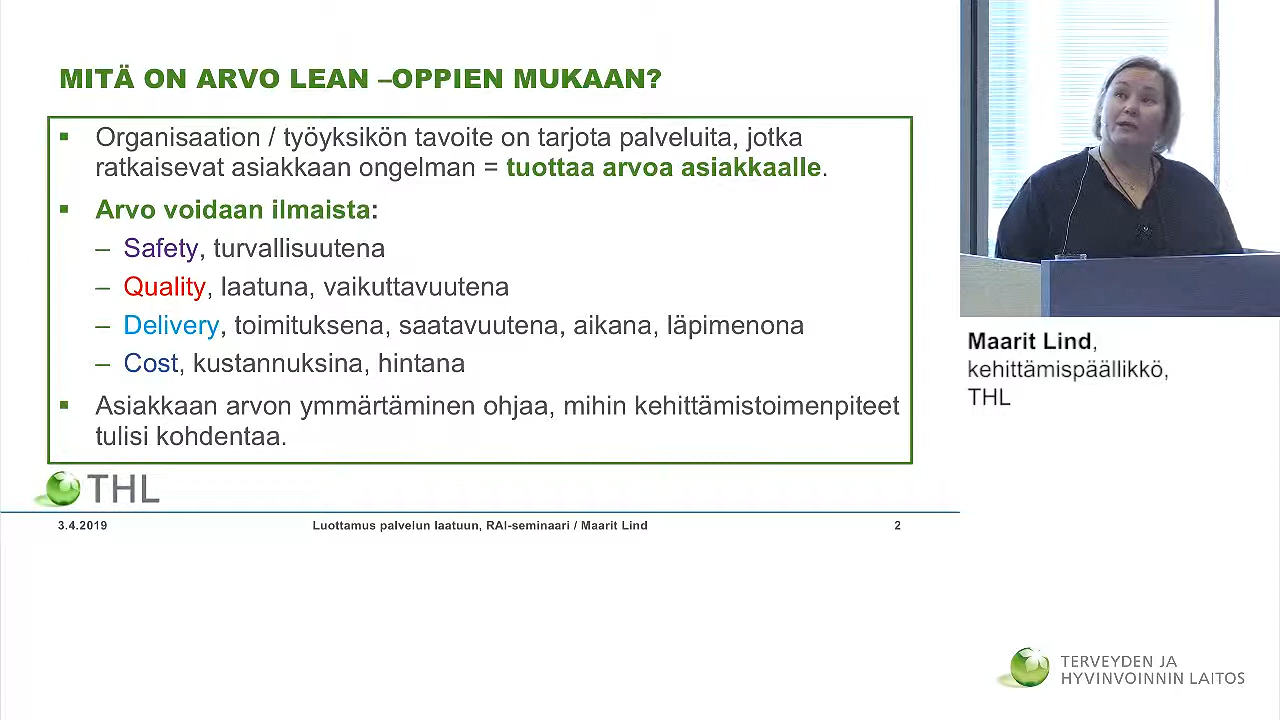 MITÄ ON ARVO LEAN –OPPIEN MUKAAN?
▪ Organisaation / työyksikön tavoite on tarjota palveluita, jotka
ratkaisevat asiakkaan ongelman = tuottaa arvoa asiakkaalle.
▪ Arvo voidaan ilmaista:
– Safety, turvallisuutena
– Quality, laatuna, vaikuttavuutena
– Delivery, toimituksena, saatavuutena, aikana, läpimenona
– Cost, kustannuksina, hintana
▪ Asiakkaan arvon ymmärtäminen ohjaa, mihin kehittämistoimenpiteet
tulisi kohdentaa.
THL
3.4.2019 Luottamus palvelun laatuun, RAI-seminaari / Maarit Lind 2
Maarit Lind,
kehittämispäällikkö,
THL
TERVEYDEN JA
HYVINVOINNIN LAITOS